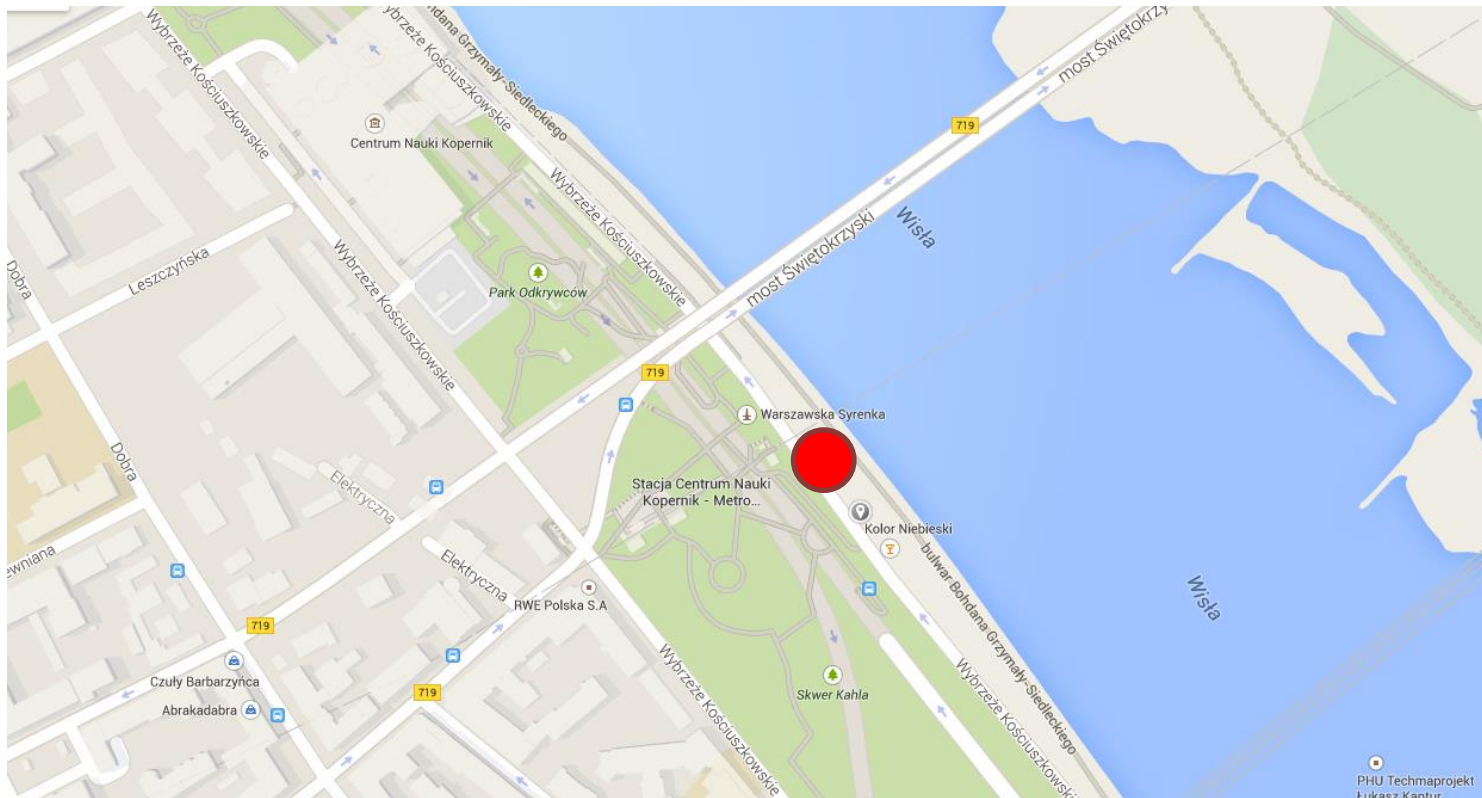 Wybrzeże Kościuszkowskie
Wybrzeże Kościuszkowskie
Bohdana Grzymały-Siedleckiego
most Świętokrzyski
719
Centrum Nauki Kopernik
Wybrzeże Kościuszkowskie
Wisła
Leszczyńska
Dobra
Wybrzeże Kościuszkowskie
Park Odkrywców
most Świętokrzyski
719
Warszawska Syrenka
Dobra
Elektryczna
Stacja Centrum Nauki
Kopernik - Metro...
Kolor Niebieski
Elektryczna
bulwar Bohdana Grzymały-Siedleckiego
Wisła
RWE Polska S.A
719
Czuły Barbarzyńca
Abrakadabra
719
Wybrzeże Kościuszkowskie
Skwer Kahla
Wybrzeże Kościuszkowskie
PHU Techmaprojekt
Łukasz Kantur